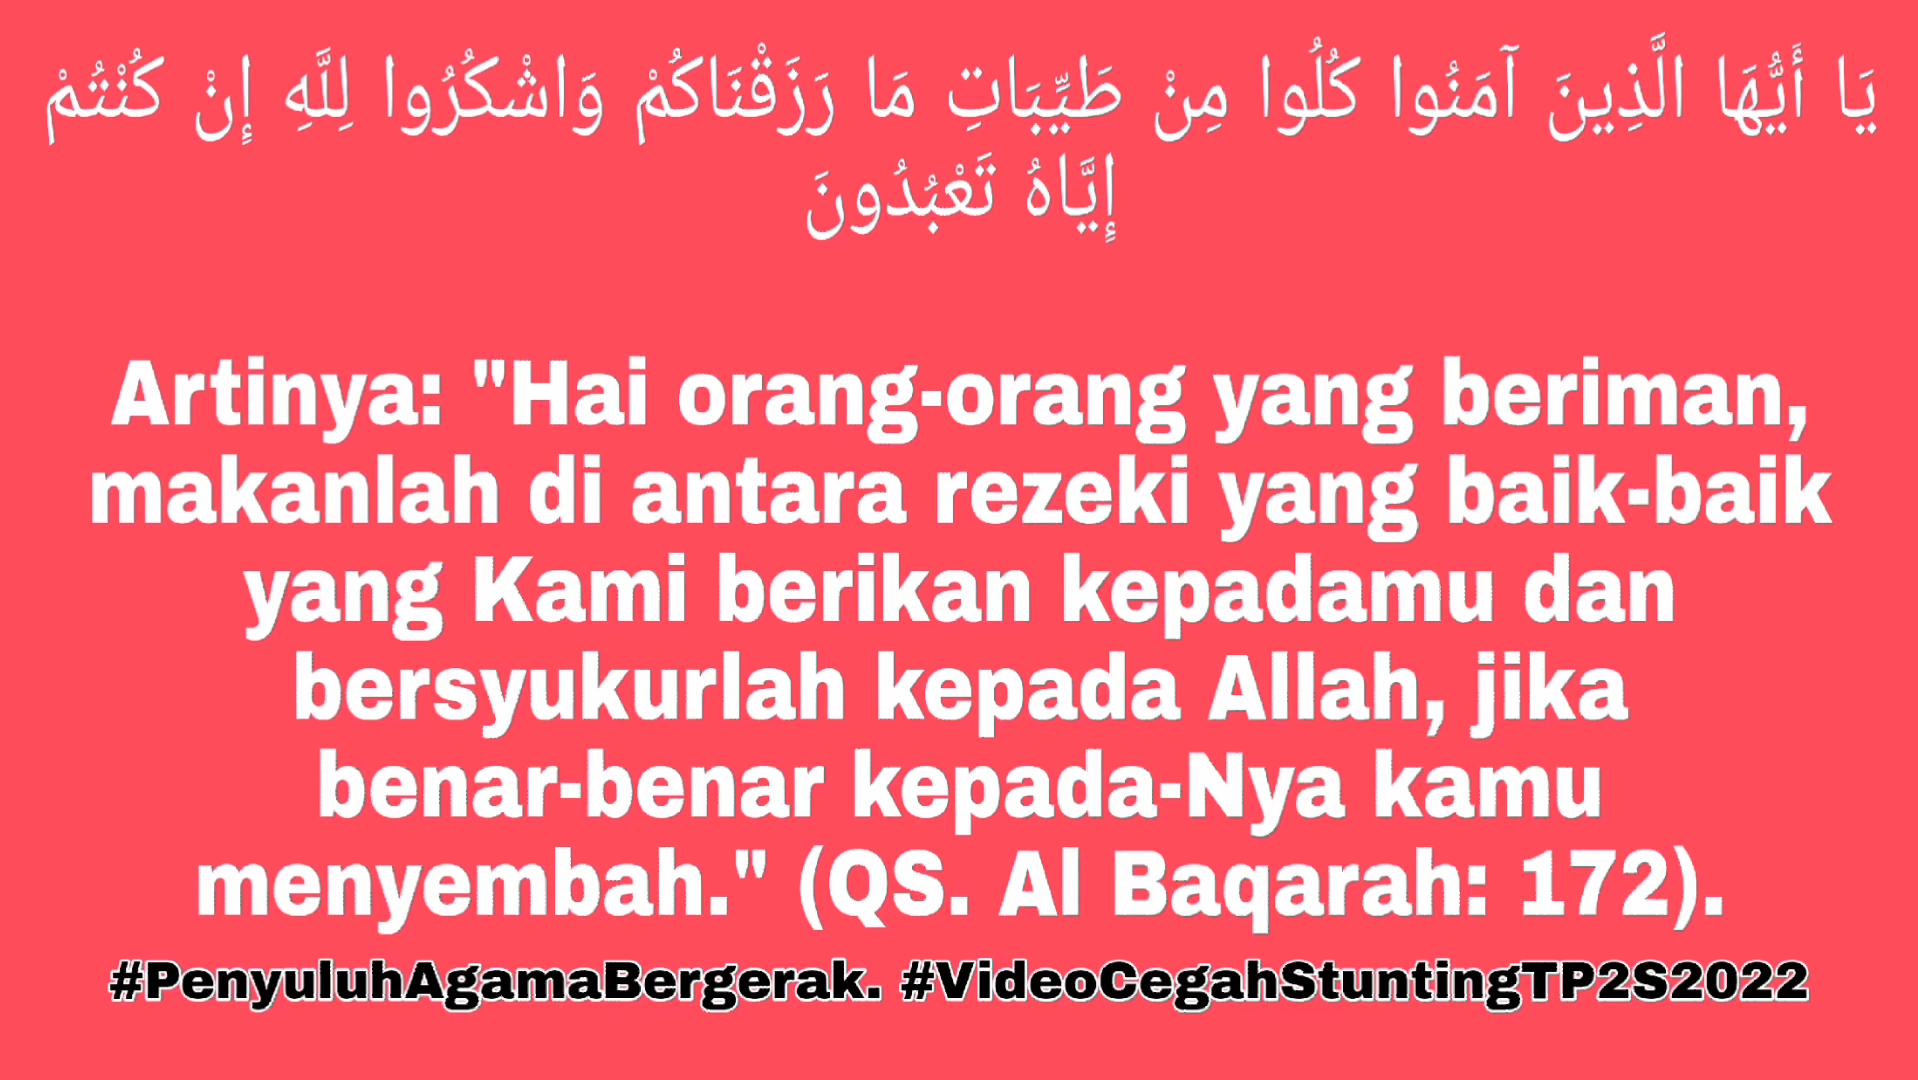 يَا أَيُّهَا الَّذِينَ آمَنُوا كُلُوا مِنْ طَيِّبَاتِ مَا رَزَقْنَاكُمْ وَاشْكُرُوا لِلَّهِ إِنْ كُنْتُمْ
إِيَّاهُ تَعْبُدُونَ
Artinya: "Hai orang-orang yang beriman,
makanlah di antara rezeki yang baik-baik
yang Kami berikan kepadamu dan
bersyukurlah kepada Allah, jika
benar-benar kepada-Nya kamu
menyembah." (QS. Al Baqarah: 172).
#PenyuluhAgamaBergerak. #VideoCegahStuntingTP2S2022